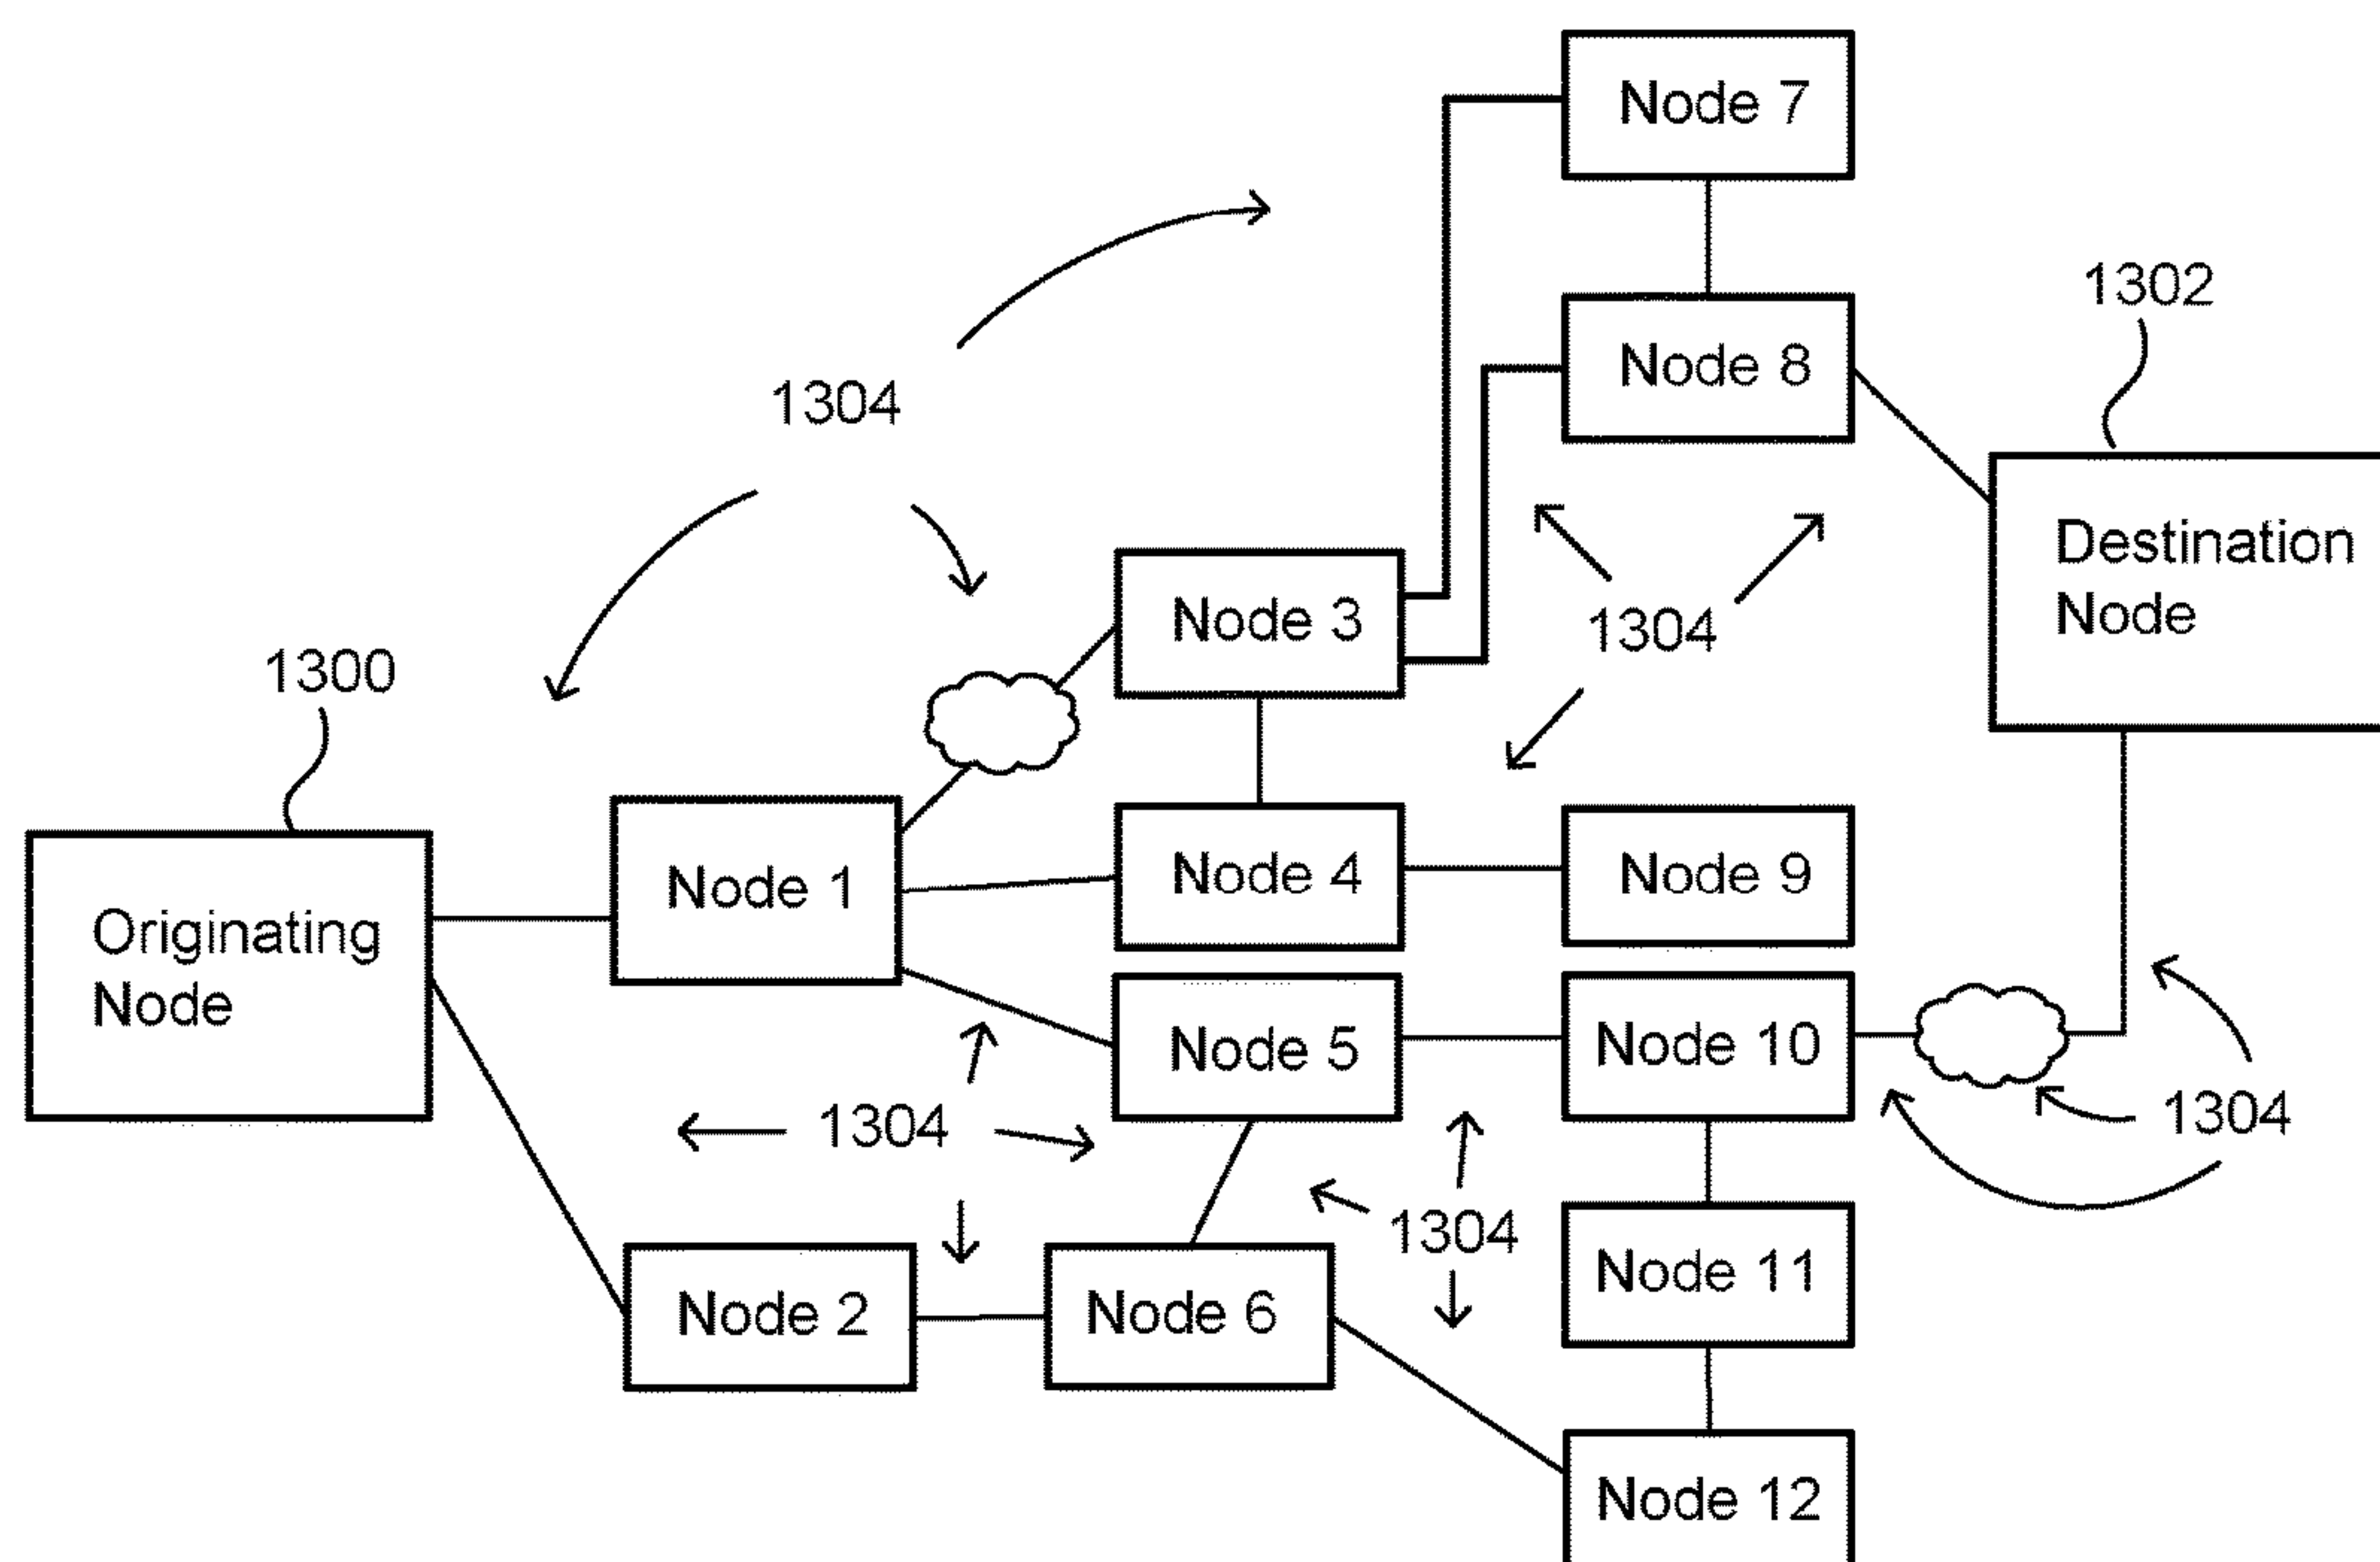 Node 7
1302
Node 8
1304
Destination
Node
Node 3
1304
1300
Node 1
Node 4
Node 9
Originating
Node
Node 5
Node 10
1304
1304
1304
Node 11
Node 2
Node 6
Node 12